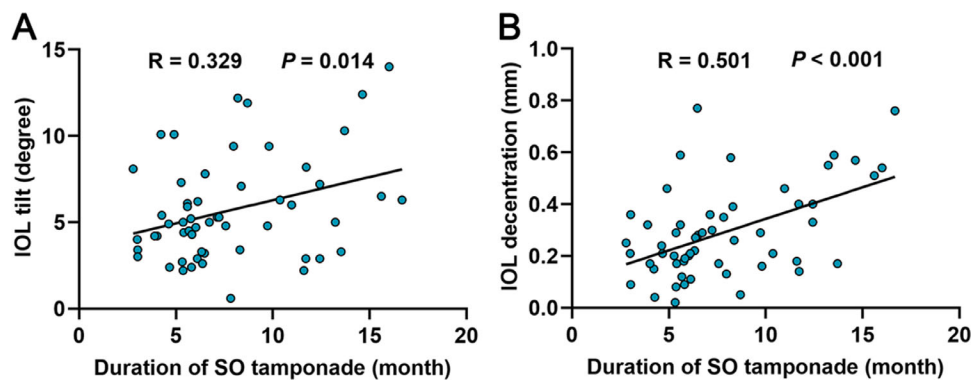 A
R = 0.329 P = 0.014
IOL tilt (degree)
15
10
5
0
0 5 10 15 20
Duration of SO tamponade (month)
B
R = 0.501 P < 0.001
IOL decentration (mm)
1.0
0.8
0.6
0.4
0.2
0.0
0 5 10 15 20
Duration of SO tamponade (month)